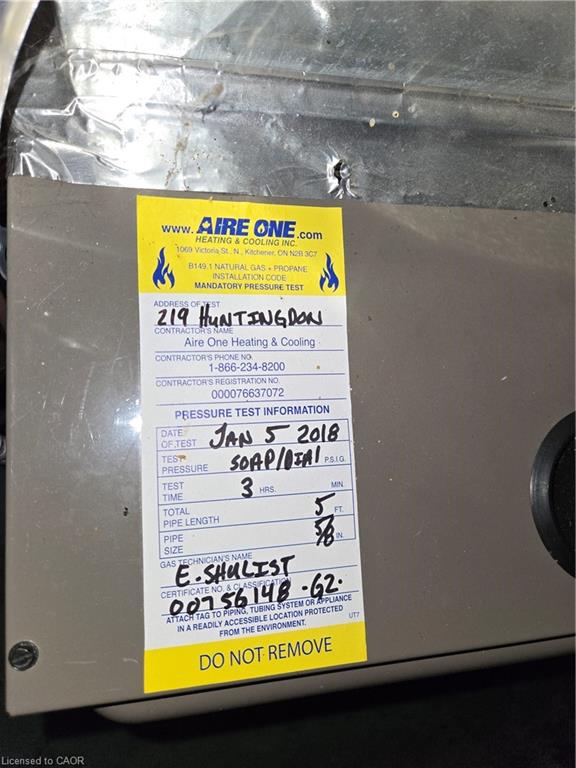 www. AIRE ONE .com
HEATING & COOLING INC.
1069 Victoria St., N., Kitchener, ON N2B 3C7
B149.1 NATURAL GAS + PROPANE
INSTALLATION CODE
MANDATORY PRESSURE TEST
ADDRESS OF TEST
219 HUNTINGDON
CONTRACTOR'S NAME
Aire One Heating & Cooling
CONTRACTOR'S PHONE NO.
1-866-234-8200
CONTRACTOR'S REGISTRATION NO.
000076637072
PRESSURE TEST INFORMATION
DATE OF TEST JAN 5 2018
TEST PRESSURE SOAP/DIAL P.S.I.G.
TEST TIME 3 HRS. MIN.
TOTAL PIPE LENGTH 5 FT.
PIPE SIZE 5/8 IN.
GAS TECHNICIAN'S NAME
E. SHULIST
CERTIFICATE NO. & CLASSIFICATION
00756148 · G2.
ATTACH TAG TO PIPING, TUBING SYSTEM OR APPLIANCE
IN A READILY ACCESSIBLE LOCATION PROTECTED
FROM THE ENVIRONMENT.
UT7
DO NOT REMOVE
Licensed to CAOR